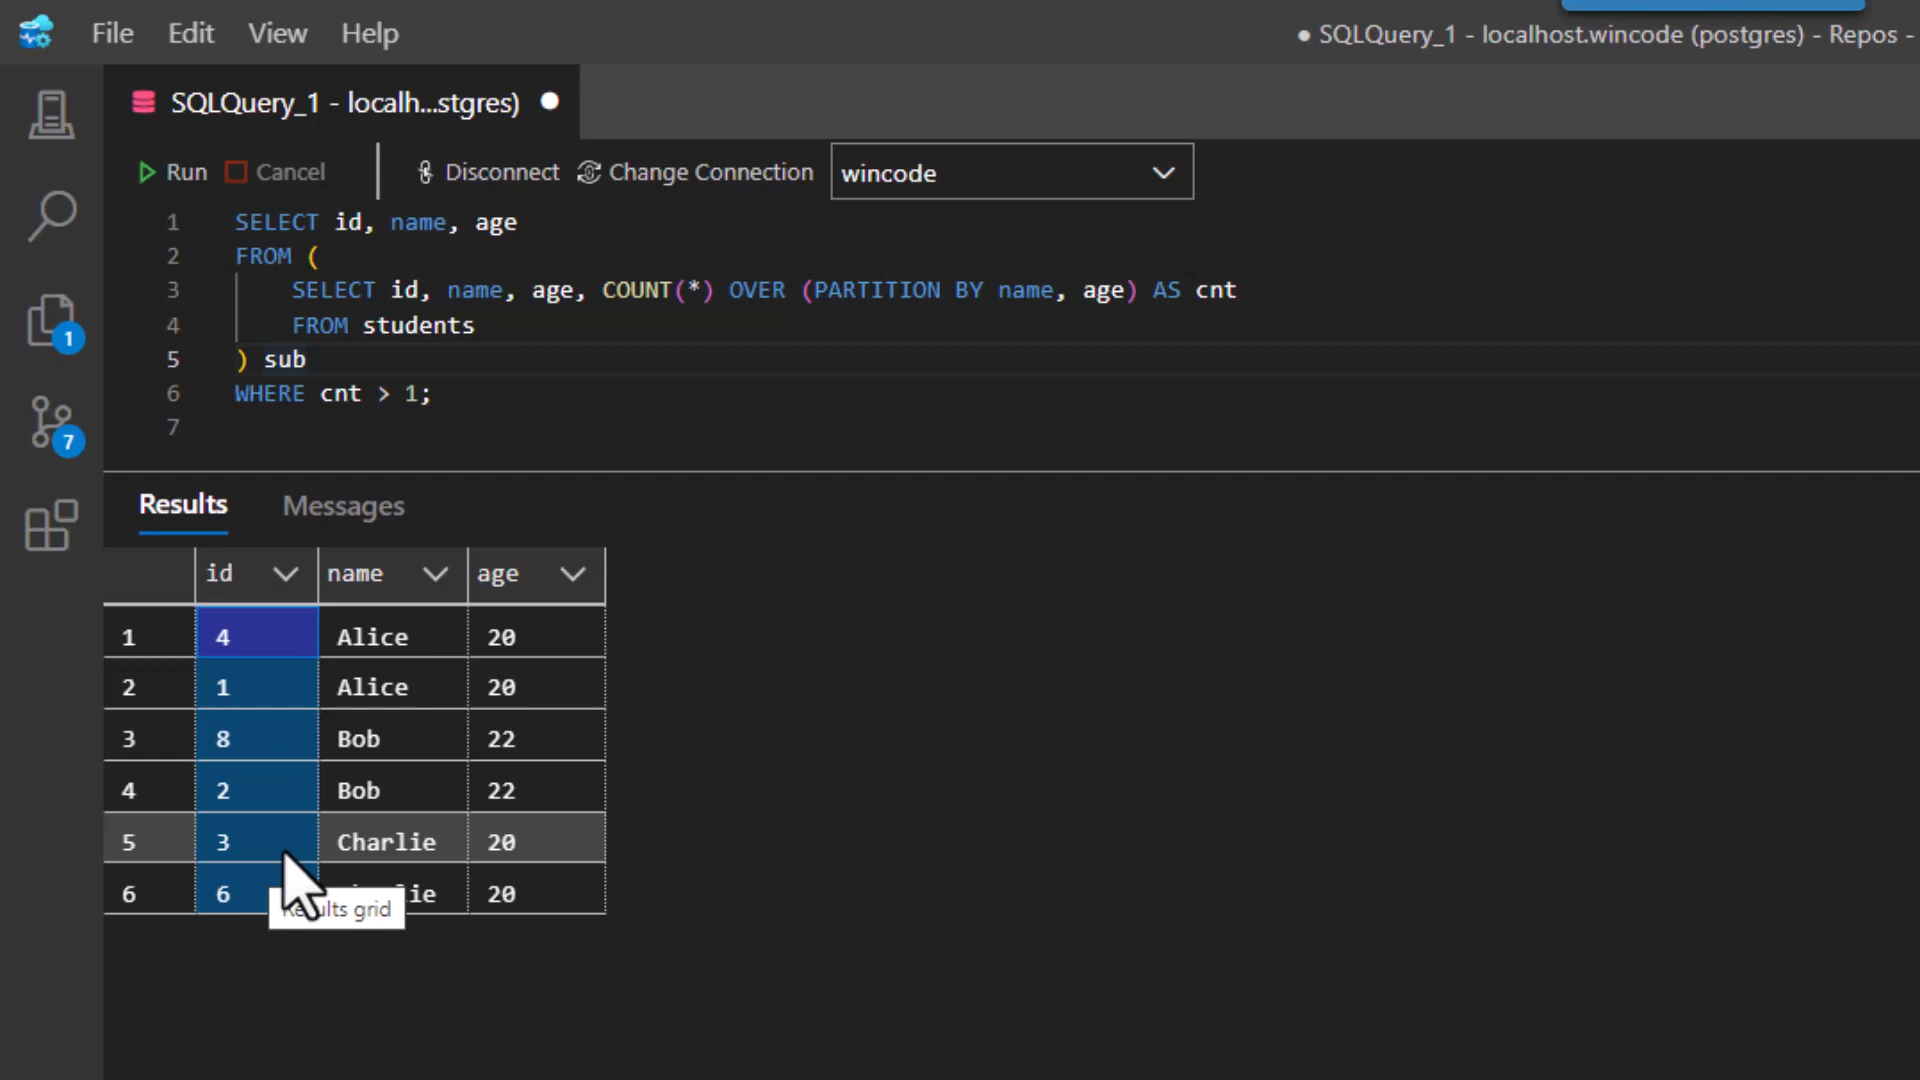 File Edit View Help
● SQLQuery_1 - localhost.wincode (postgres) - Repos -
SQLQuery_1 - localh...stgres) ●
Run Cancel Disconnect Change Connection wincode
1 SELECT id, name, age
2 FROM (
3 SELECT id, name, age, COUNT(*) OVER (PARTITION BY name, age) AS cnt
4 FROM students
5 ) sub
6 WHERE cnt > 1;
7
1
7
Results Messages
id name age
1 4 Alice 20
2 1 Alice 20
3 8 Bob 22
4 2 Bob 22
5 3 Charlie 20
6 6 20
grid